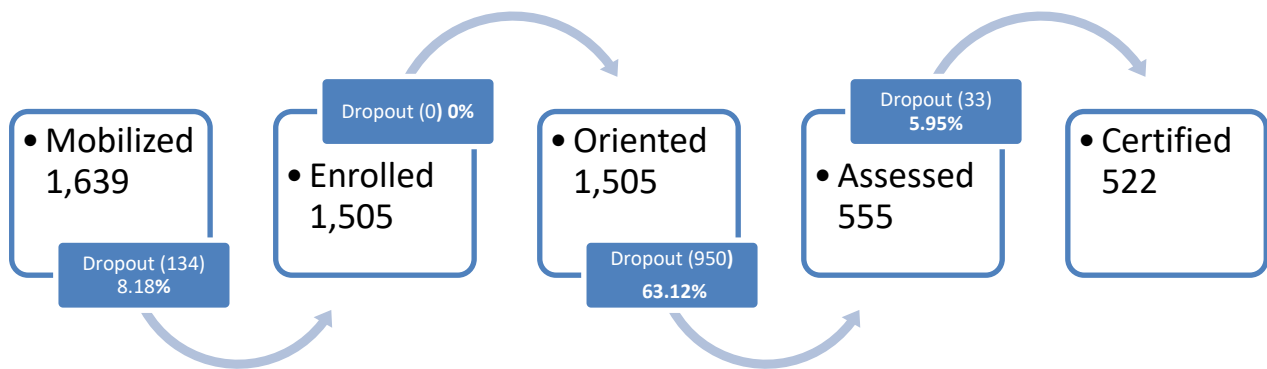 • Mobilized
1,639
Dropout (134)
8.18%
Dropout (0) 0%
• Enrolled
1,505
• Oriented
1,505
Dropout (950)
63.12%
Dropout (33)
5.95%
• Assessed
555
• Certified
522